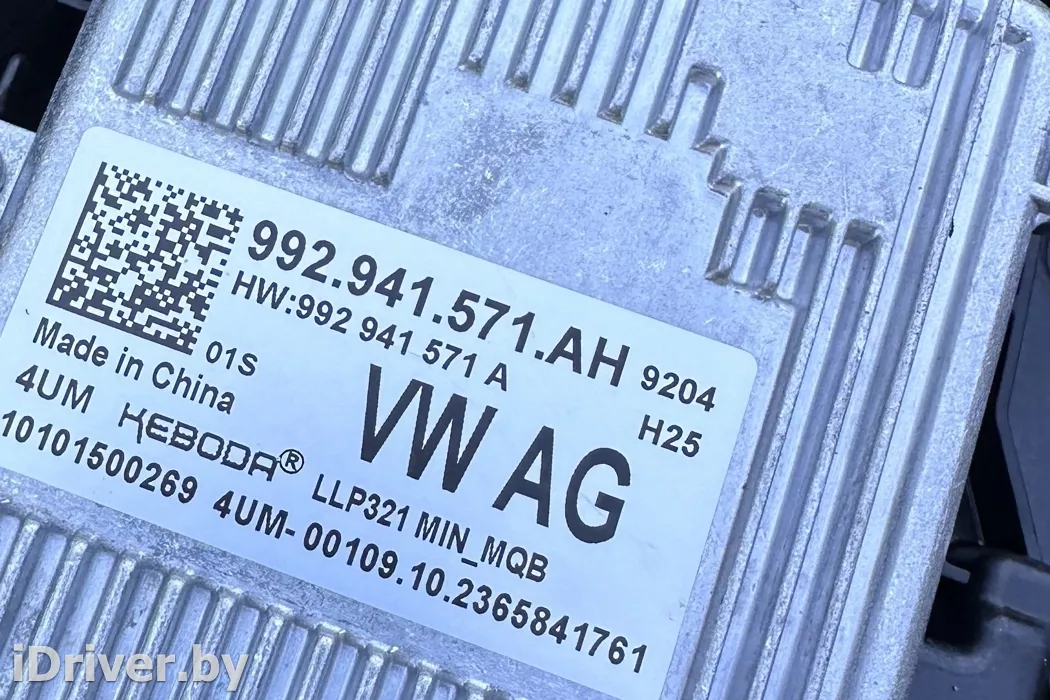 992.941.571.AH 9204
HW:992 941 571 A H25
01S
Made in China VW AG
4UM KEBODA® LLP321 MIN_MQB
10101500269 4UM-00109.10.2365841761
iDriver.by